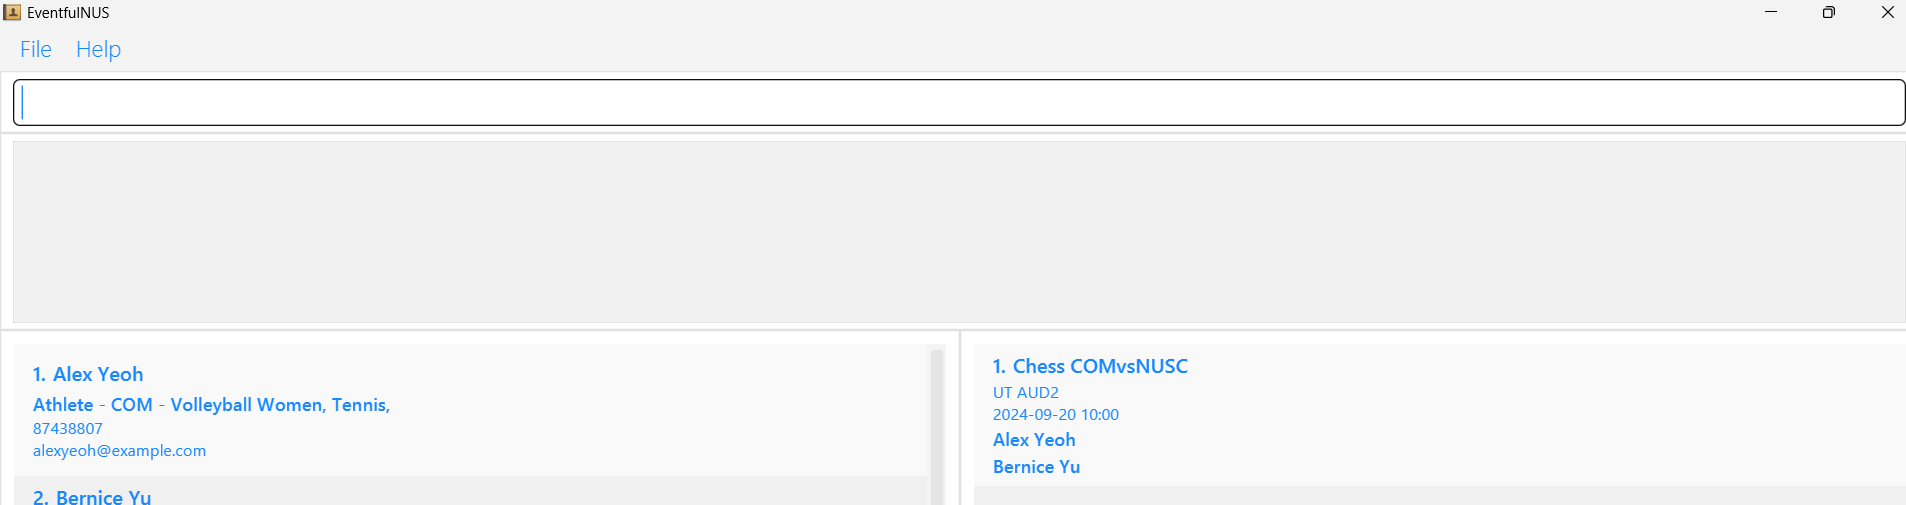 EventfulNUS
File Help
1. Alex Yeoh
Athlete - COM - Volleyball Women, Tennis,
87438807
alexyeoh@example.com
2. Bernice Yu
1. Chess COMvsNUSC
UT AUD2
2024-09-20 10:00
Alex Yeoh
Bernice Yu